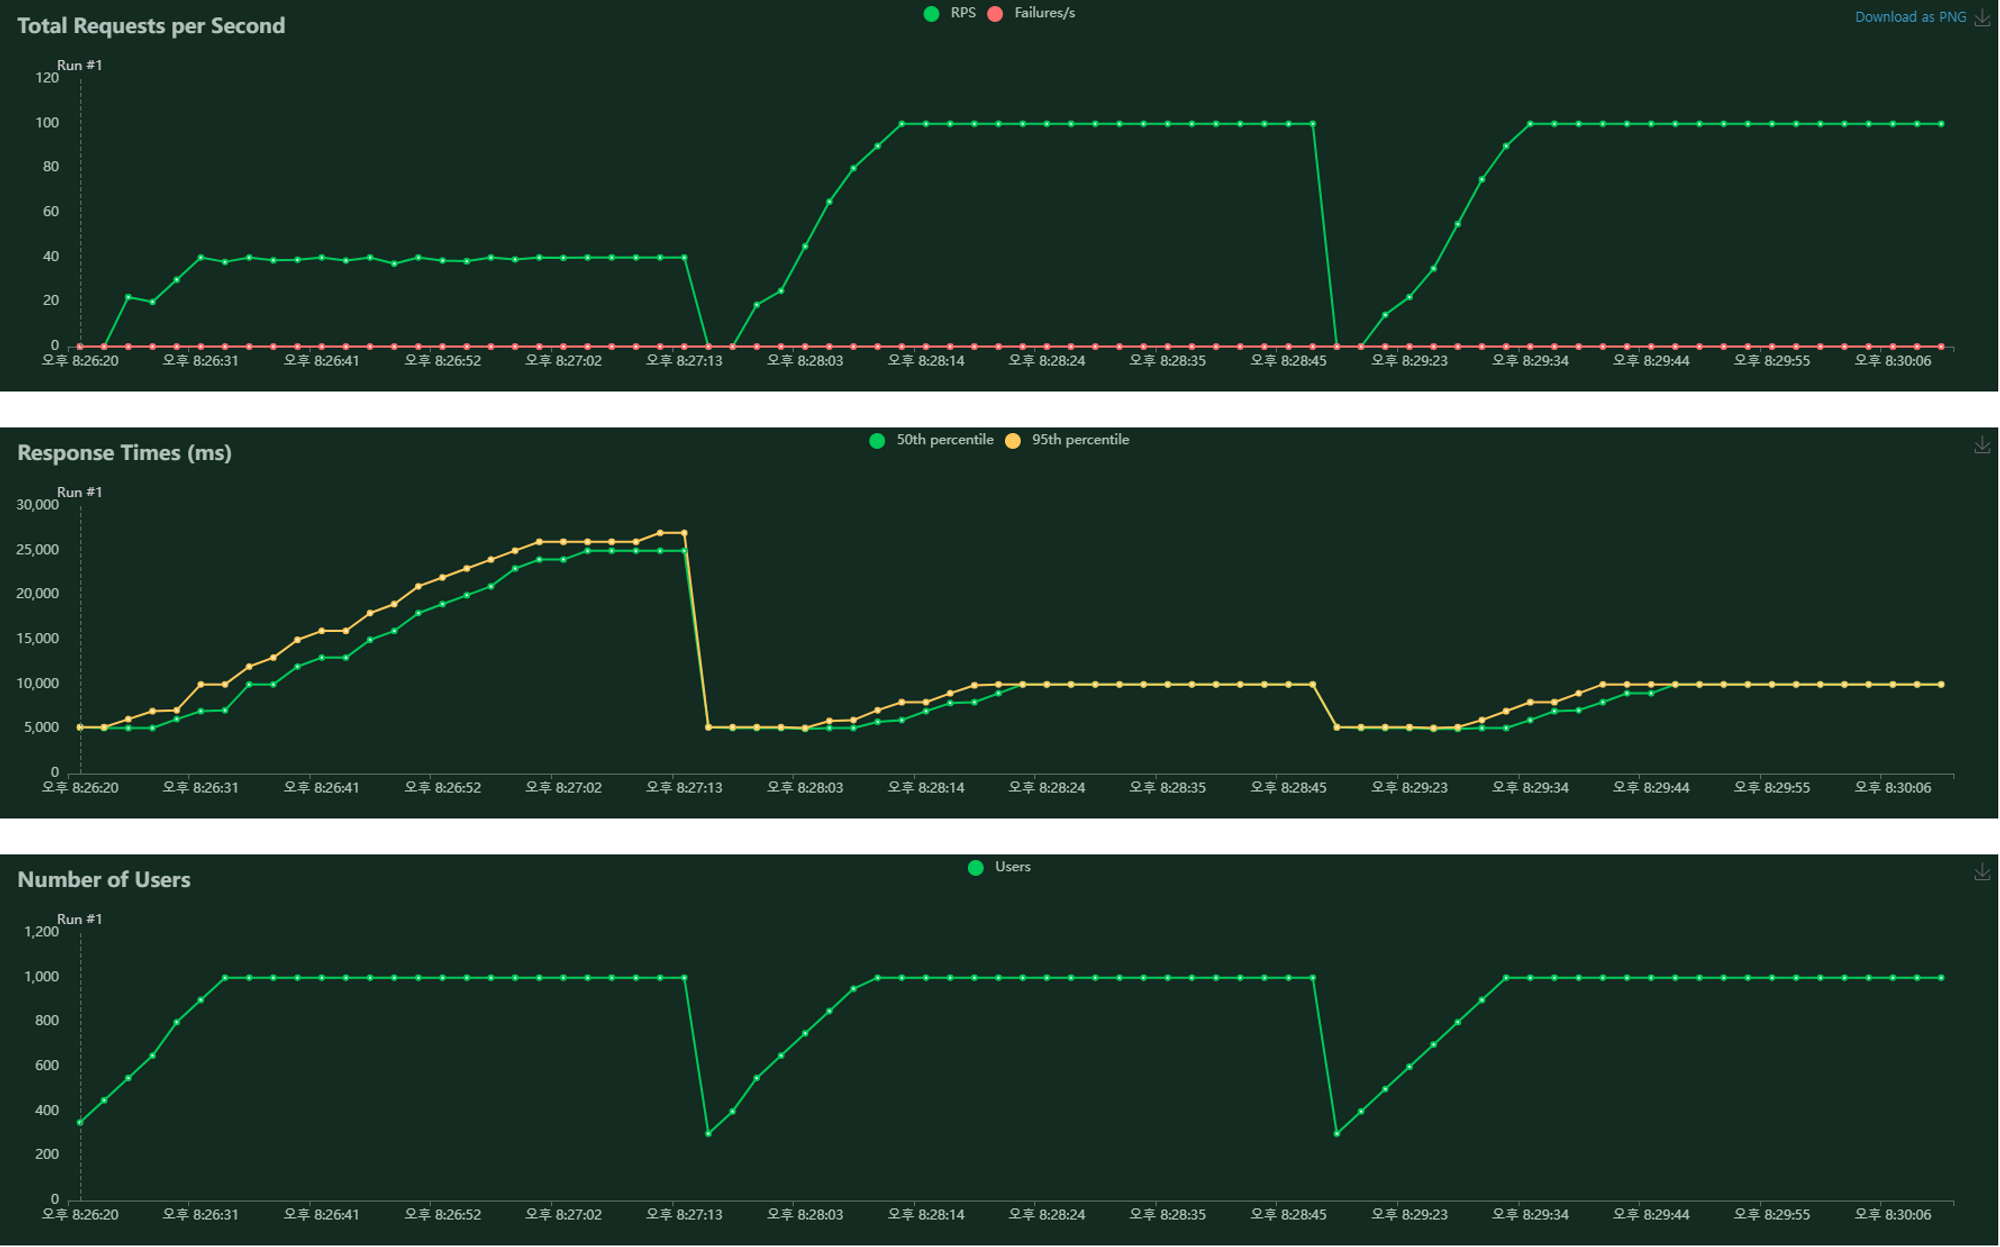 Total Requests per Second
RPS Failures/s
Download as PNG
Run #1
120
100
80
60
40
20
0
오후 8:26:20 오후 8:26:31 오후 8:26:41 오후 8:26:52 오후 8:27:02 오후 8:27:13 오후 8:28:03 오후 8:28:14 오후 8:28:24 오후 8:28:35 오후 8:28:45 오후 8:29:23 오후 8:29:34 오후 8:29:44 오후 8:29:55 오후 8:30:06
Response Times (ms)
50th percentile 95th percentile
Run #1
30,000
25,000
20,000
15,000
10,000
5,000
0
오후 8:26:20 오후 8:26:31 오후 8:26:41 오후 8:26:52 오후 8:27:02 오후 8:27:13 오후 8:28:03 오후 8:28:14 오후 8:28:24 오후 8:28:35 오후 8:28:45 오후 8:29:23 오후 8:29:34 오후 8:29:44 오후 8:29:55 오후 8:30:06
Number of Users
Users
Run #1
1,200
1,000
800
600
400
200
0
오후 8:26:20 오후 8:26:31 오후 8:26:41 오후 8:26:52 오후 8:27:02 오후 8:27:13 오후 8:28:03 오후 8:28:14 오후 8:28:24 오후 8:28:35 오후 8:28:45 오후 8:29:23 오후 8:29:34 오후 8:29:44 오후 8:29:55 오후 8:30:06